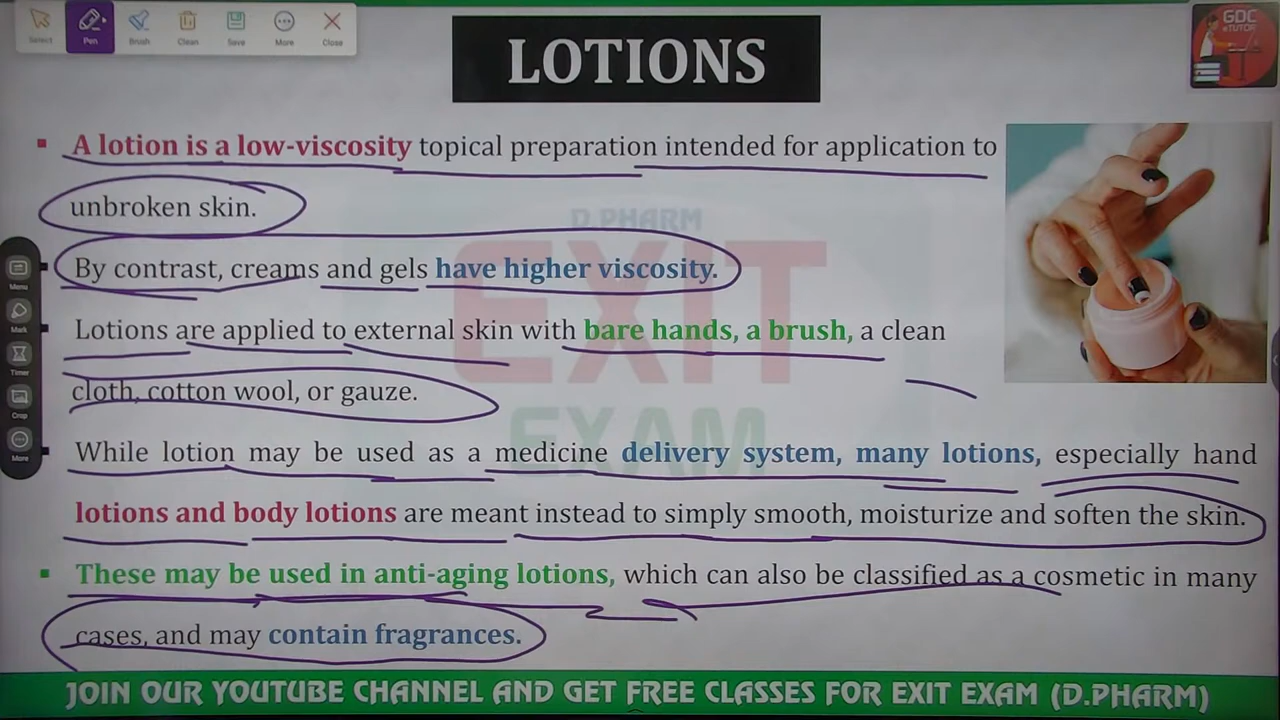 Select
Pen
Brush
Clean
Save
More
Close
LOTIONS
GDC
eTUTOR
A lotion is a low-viscosity topical preparation intended for application to
unbroken skin.
D.PHARM
EXIT
EXAM
By contrast, creams and gels have higher viscosity.
Lotions are applied to external skin with bare hands, a brush, a clean
cloth, cotton wool, or gauze.
While lotion may be used as a medicine delivery system, many lotions, especially hand
lotions and body lotions are meant instead to simply smooth, moisturize and soften the skin.
These may be used in anti-aging lotions, which can also be classified as a cosmetic in many
cases, and may contain fragrances.
Menu
Mark
Timer
Crop
More
JOIN OUR YOUTUBE CHANNEL AND GET FREE CLASSES FOR EXIT EXAM (D.PHARM)